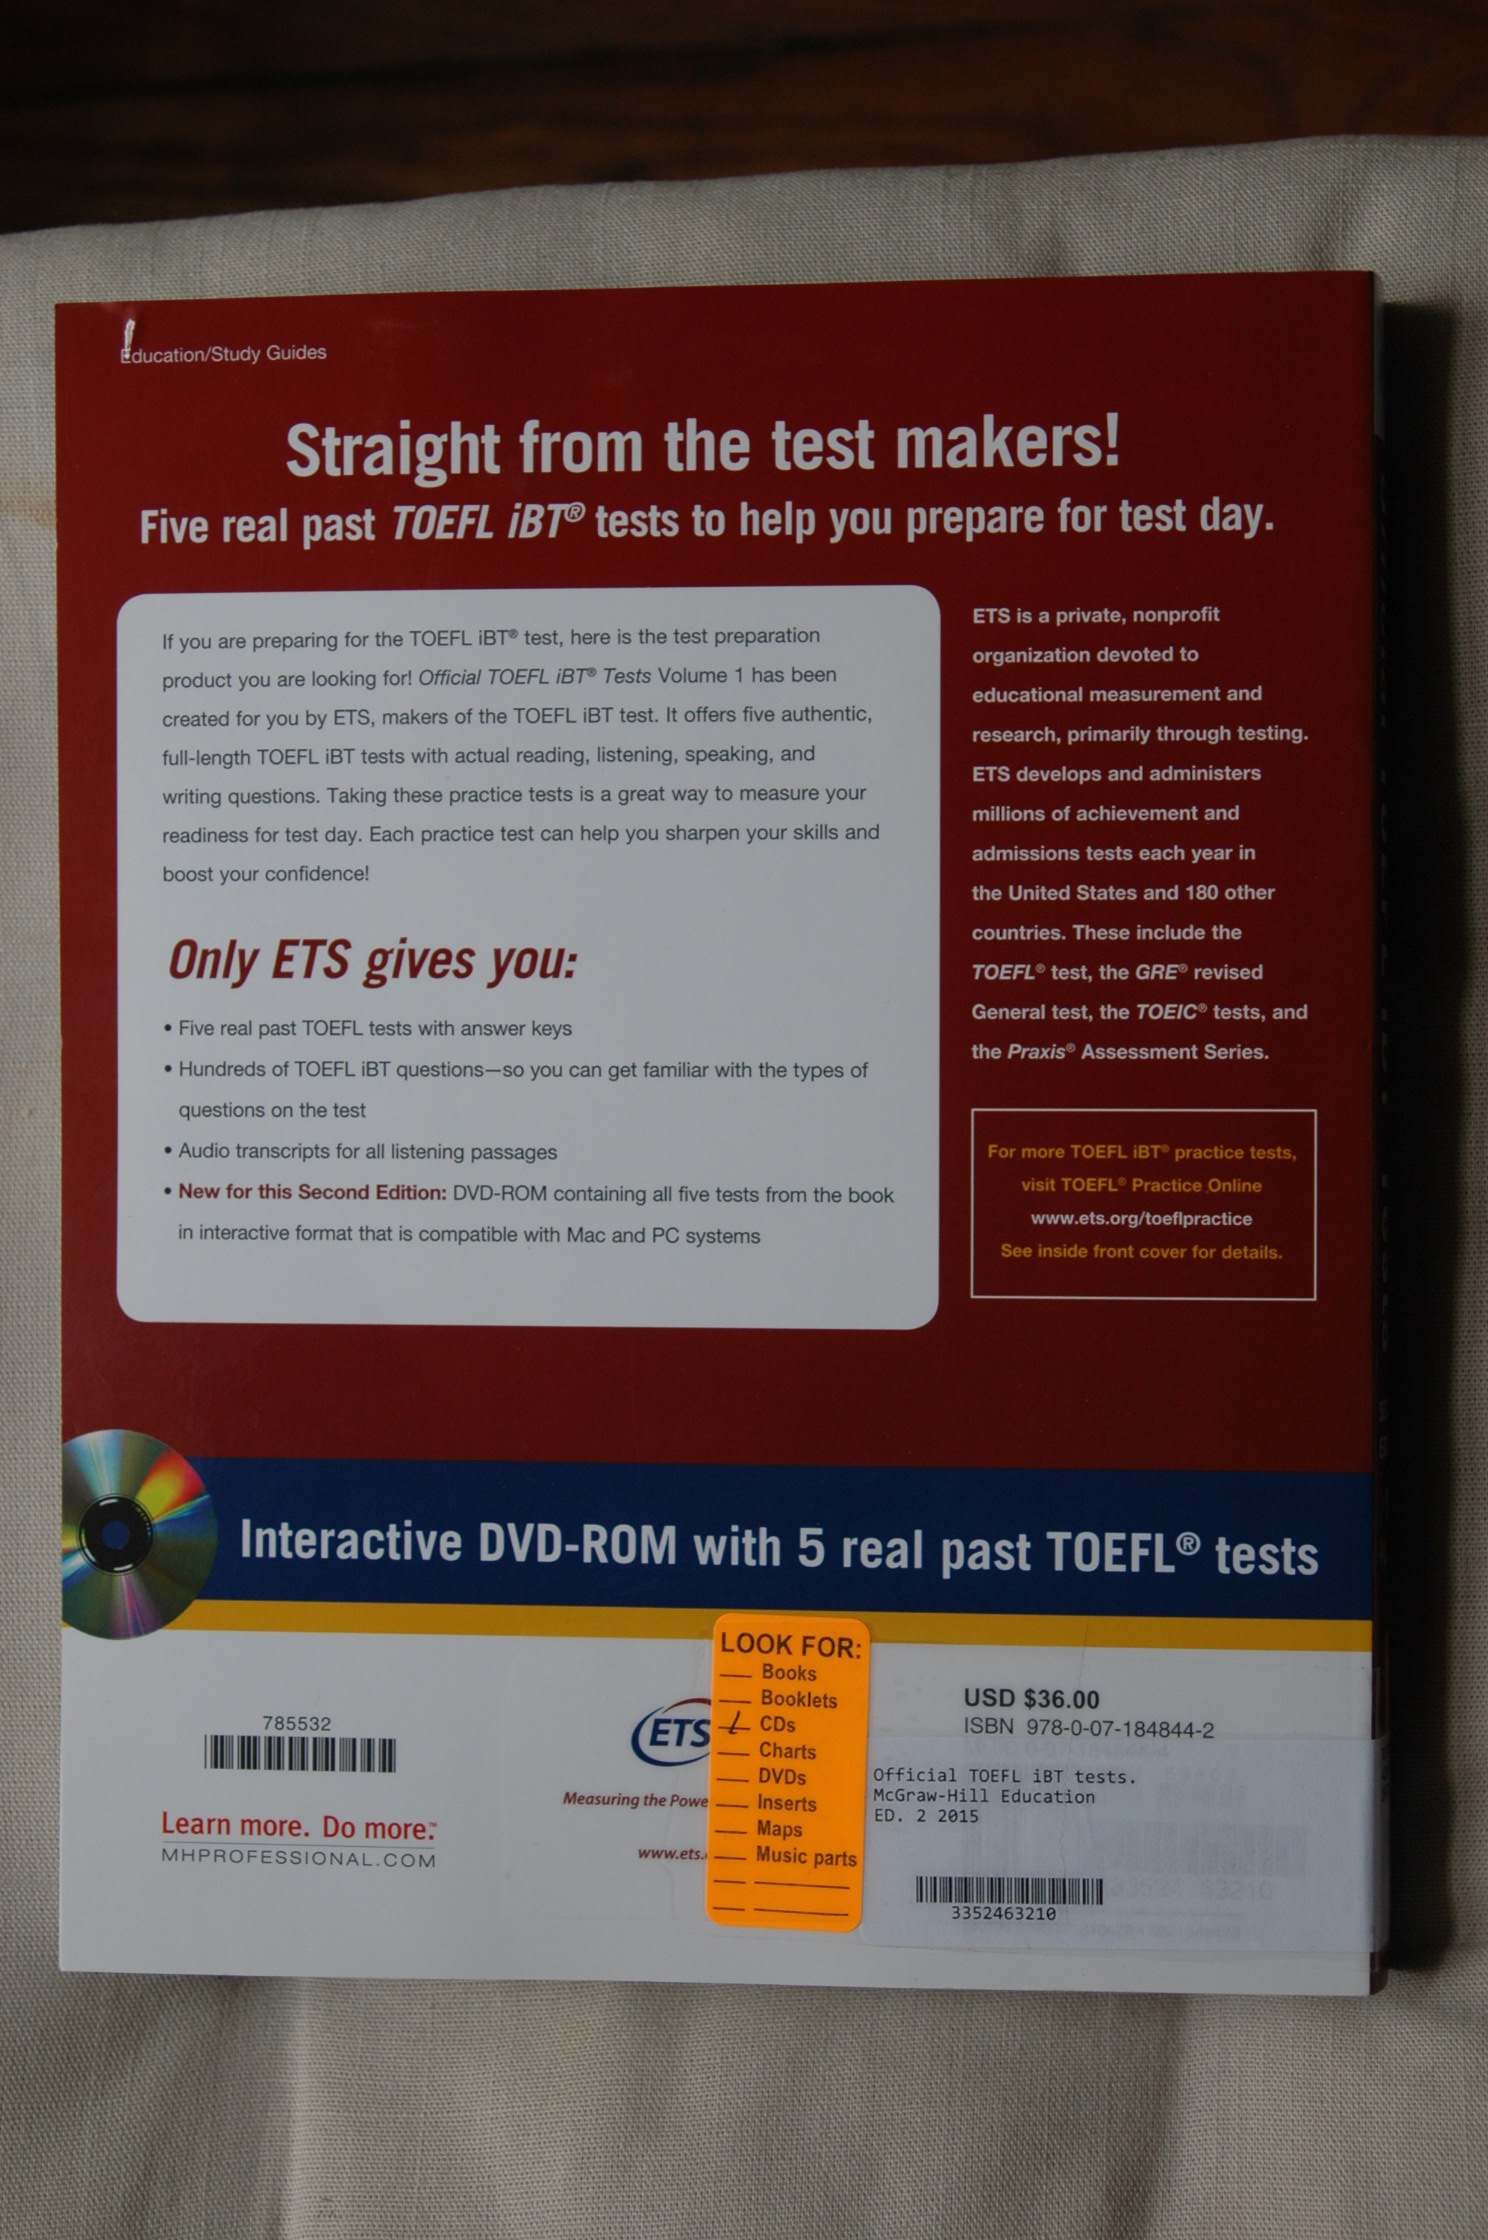 Education/Study Guides
Straight from the test makers!
Five real past TOEFL iBT® tests to help you prepare for test day.
If you are preparing for the TOEFL iBT® test, here is the test preparation
product you are looking for! Official TOEFL iBT® Tests Volume 1 has been
created for you by ETS, makers of the TOEFL iBT test. It offers five authentic,
full-length TOEFL iBT tests with actual reading, listening, speaking, and
writing questions. Taking these practice tests is a great way to measure your
readiness for test day. Each practice test can help you sharpen your skills and
boost your confidence!
Only ETS gives you:
• Five real past TOEFL tests with answer keys
• Hundreds of TOEFL iBT questions—so you can get familiar with the types of
questions on the test
• Audio transcripts for all listening passages
• New for this Second Edition: DVD-ROM containing all five tests from the book
in interactive format that is compatible with Mac and PC systems
ETS is a private, nonprofit
organization devoted to
educational measurement and
research, primarily through testing.
ETS develops and administers
millions of achievement and
admissions tests each year in
the United States and 180 other
countries. These include the
TOEFL® test, the GRE® revised
General test, the TOEIC® tests, and
the Praxis® Assessment Series.
For more TOEFL iBT® practice tests,
visit TOEFL® Practice Online
www.ets.org/toeflpractice
See inside front cover for details.
Interactive DVD-ROM with 5 real past TOEFL® tests
785532
Learn more. Do more.™
MHPROFESSIONAL.COM
ETS
Measuring the Powe
www.ets.
LOOK FOR:
Books
Booklets
CDs
Charts
DVDs
Inserts
Maps
Music parts
USD $36.00
ISBN 978-0-07-184844-2
Official TOEFL iBT tests.
McGraw-Hill Education
ED. 2 2015
3352463210